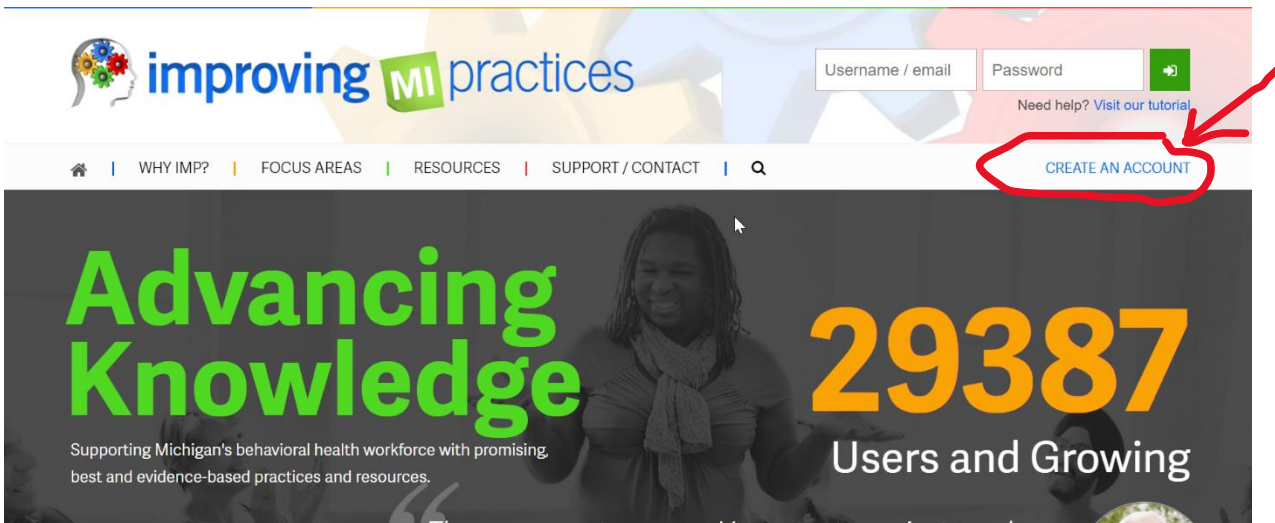 improving MI practices
Username / email
Password
Need help? Visit our tutorial
WHY IMP? | FOCUS AREAS | RESOURCES | SUPPORT / CONTACT |
CREATE AN ACCOUNT
Advancing
Knowledge
Supporting Michigan's behavioral health workforce with promising,
best and evidence-based practices and resources.
29387
Users and Growing